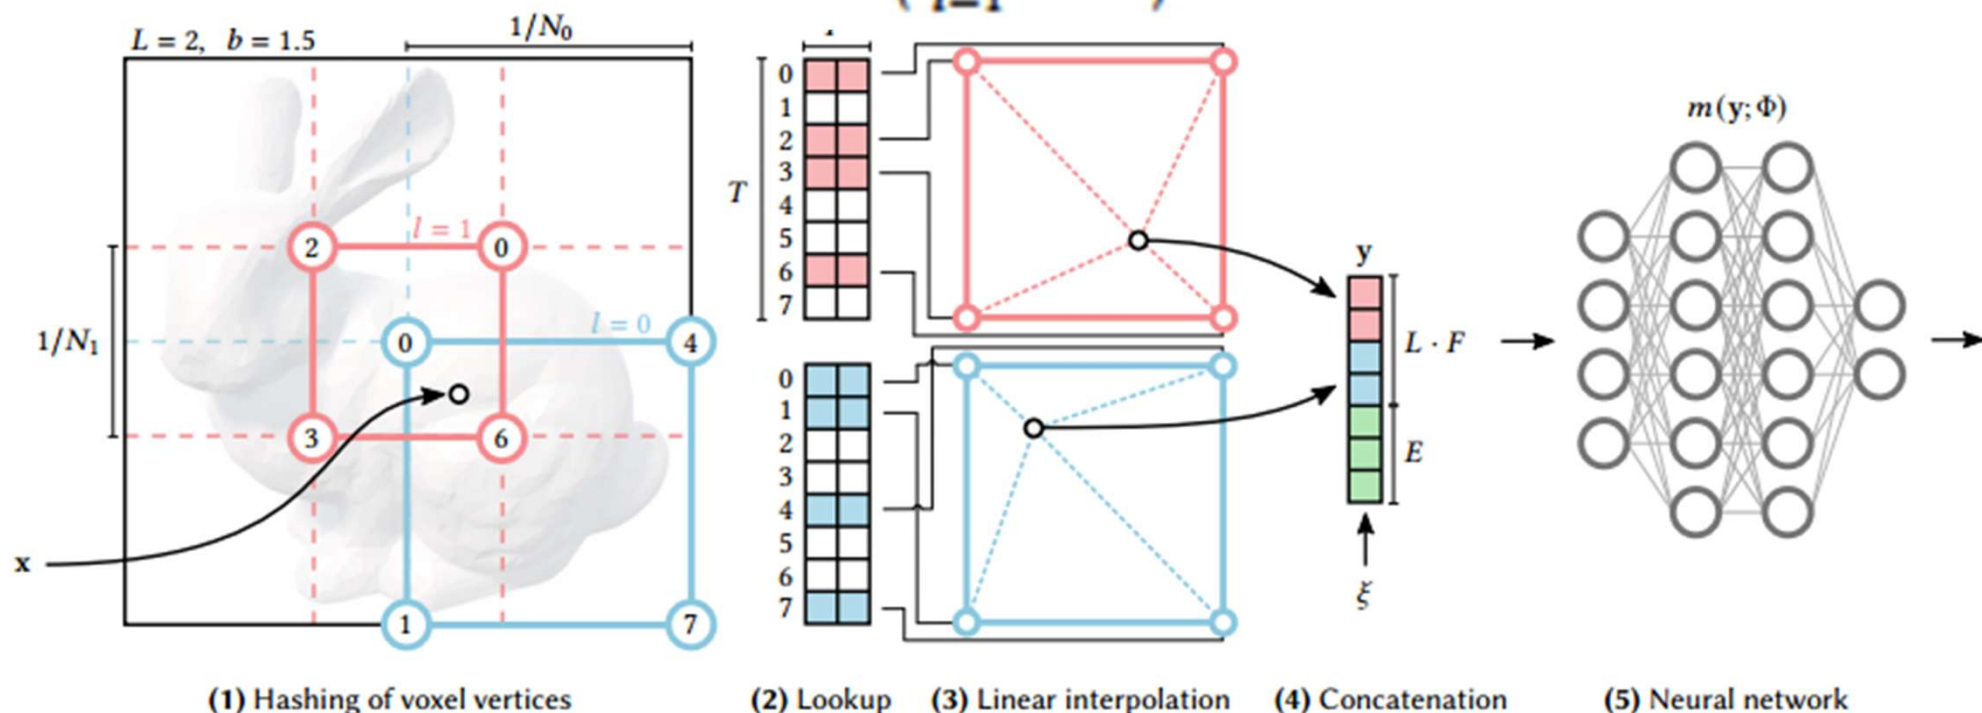 L = 2, b = 1.5
1/N₀
l = 1
2
0
1/N₁
l = 0
0
4
3
6
x
1
7
T
0
1
2
3
4
5
6
7
0
1
2
3
4
5
6
7
y
L · F
E
ξ
m(y; Φ)
(1) Hashing of voxel vertices
(2) Lookup
(3) Linear interpolation
(4) Concatenation
(5) Neural network